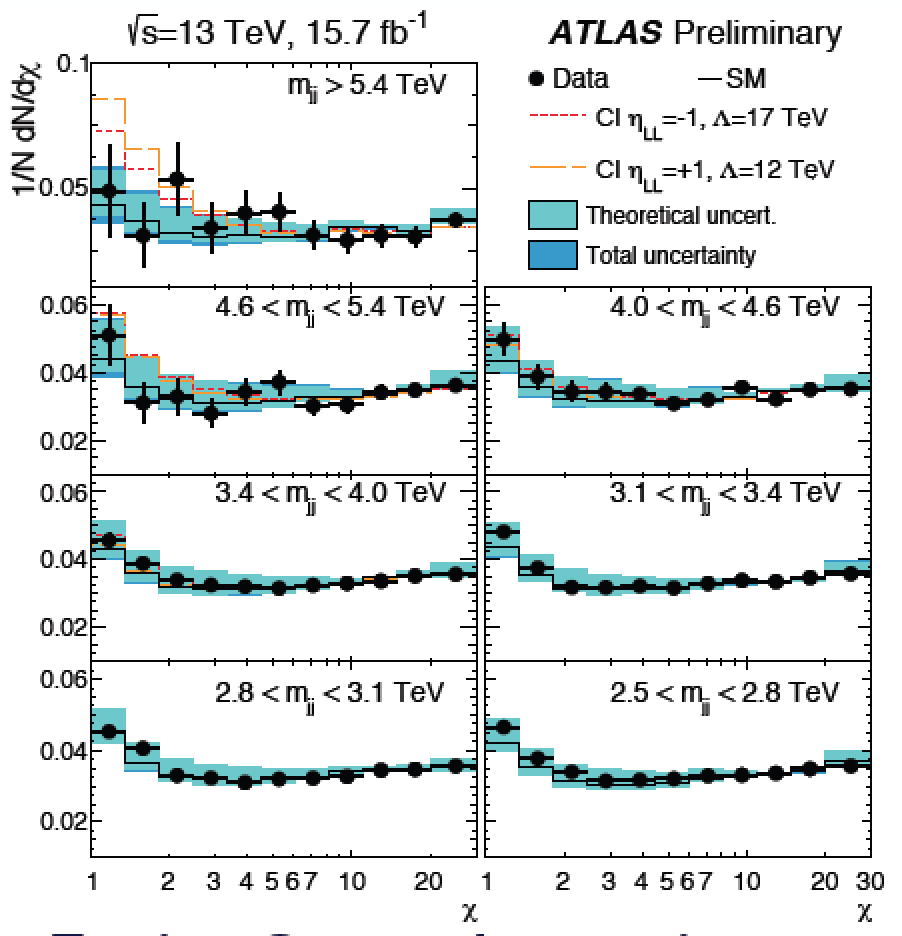 √s=13 TeV, 15.7 fb⁻¹
ATLAS Preliminary
1/N dN/dχ
0.1
0.05
m_jj > 5.4 TeV
Data
SM
CI η_LL=-1, Λ=17 TeV
CI η_LL=+1, Λ=12 TeV
Theoretical uncert.
Total uncertainty
0.06
0.04
0.02
4.6 < m_jj < 5.4 TeV
4.0 < m_jj < 4.6 TeV
0.06
0.04
0.02
3.4 < m_jj < 4.0 TeV
3.1 < m_jj < 3.4 TeV
0.06
0.04
0.02
2.8 < m_jj < 3.1 TeV
2.5 < m_jj < 2.8 TeV
1 2 3 4 5 6 7 10 20
1 2 3 4 5 6 7 10 20 30
χ
χ